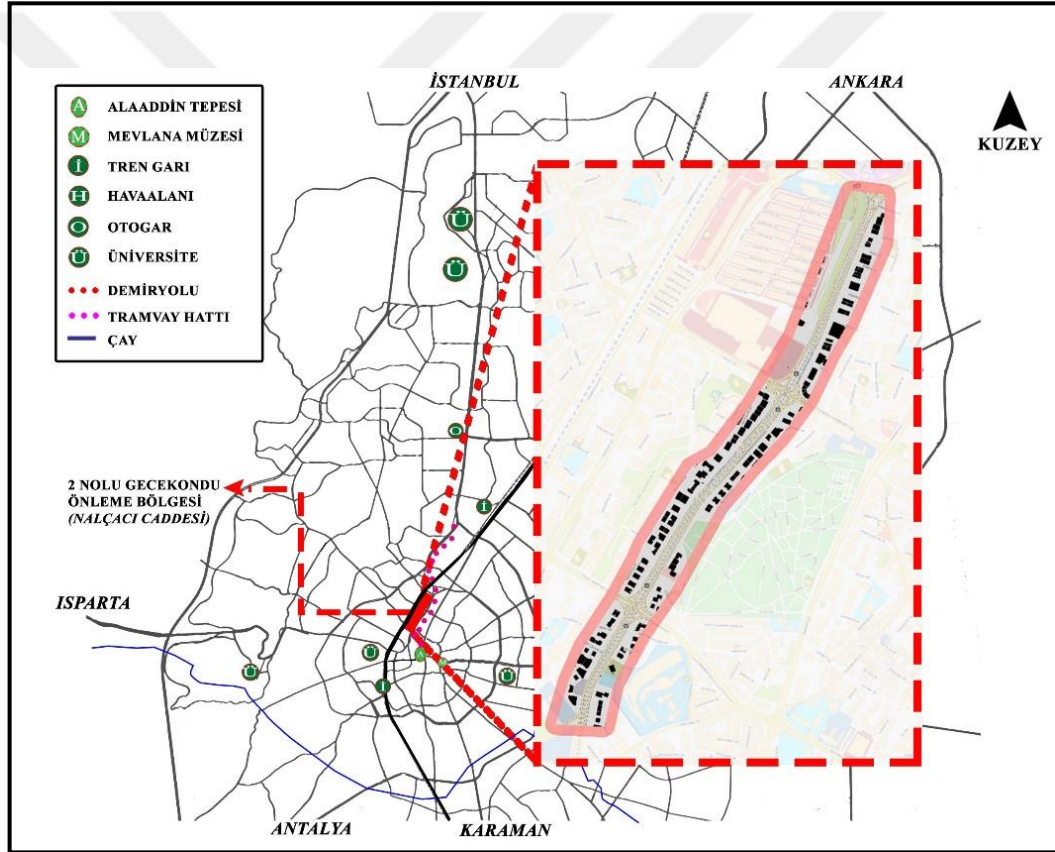 İSTANBUL
ANKARA
KUZEY
A ALAADDİN TEPESİ
M MEVLANA MÜZESİ
İ TREN GARI
H HAVAALANI
O OTOGAR
Ü ÜNİVERSİTE
DEMİRYOLU
TRAMVAY HATTI
ÇAY
Ü
Ü
O
2 NOLU GECEKONDU
ÖNLEME BÖLGESİ
(NALÇACI CADDESİ)
İ
ISPARTA
Ü
Ü
A
M
Ü
İ
ANTALYA
KARAMAN